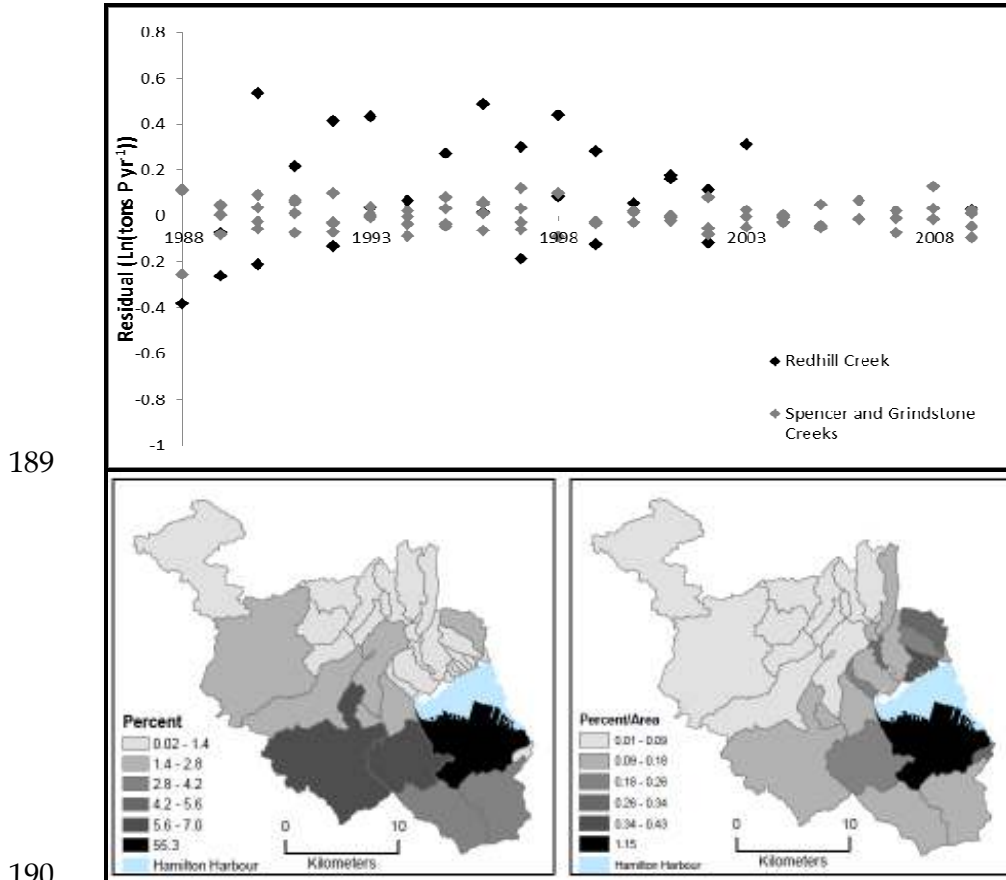 0.8
0.6
0.4
0.2
0
0.2
-0.4
-0.6
-0.8
-1
Residual (Ln(tons P yr-1))
1988
1993
1998
2003
2008
Redhill Creek
Spencer and Grindstone
Creeks
189
Percent
0.02 - 1.4
1.4 - 2.8
2.8 - 4.2
4.2 - 5.6
5.6 - 7.0
55.3
Hamilton Harbour
0 10
Kilometers
Percent/Area
0.01 - 0.09
0.09 - 0.18
0.18 - 0.26
0.26 - 0.34
0.34 - 0.43
1.15
Hamilton Harbour
0 10
Kilometers
190